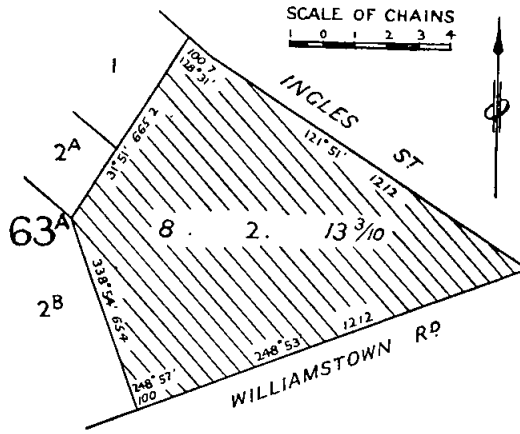 SCALE OF CHAINS
1 0 1 2 3 4
1
100.7
128°31'
INGLES ST
2A
31°51' 665.2
121°51'
1212
63A
8. 2. 13 3/10
2B
338°54' 654
1212
248°53'
WILLIAMSTOWN RD
248°57'
100